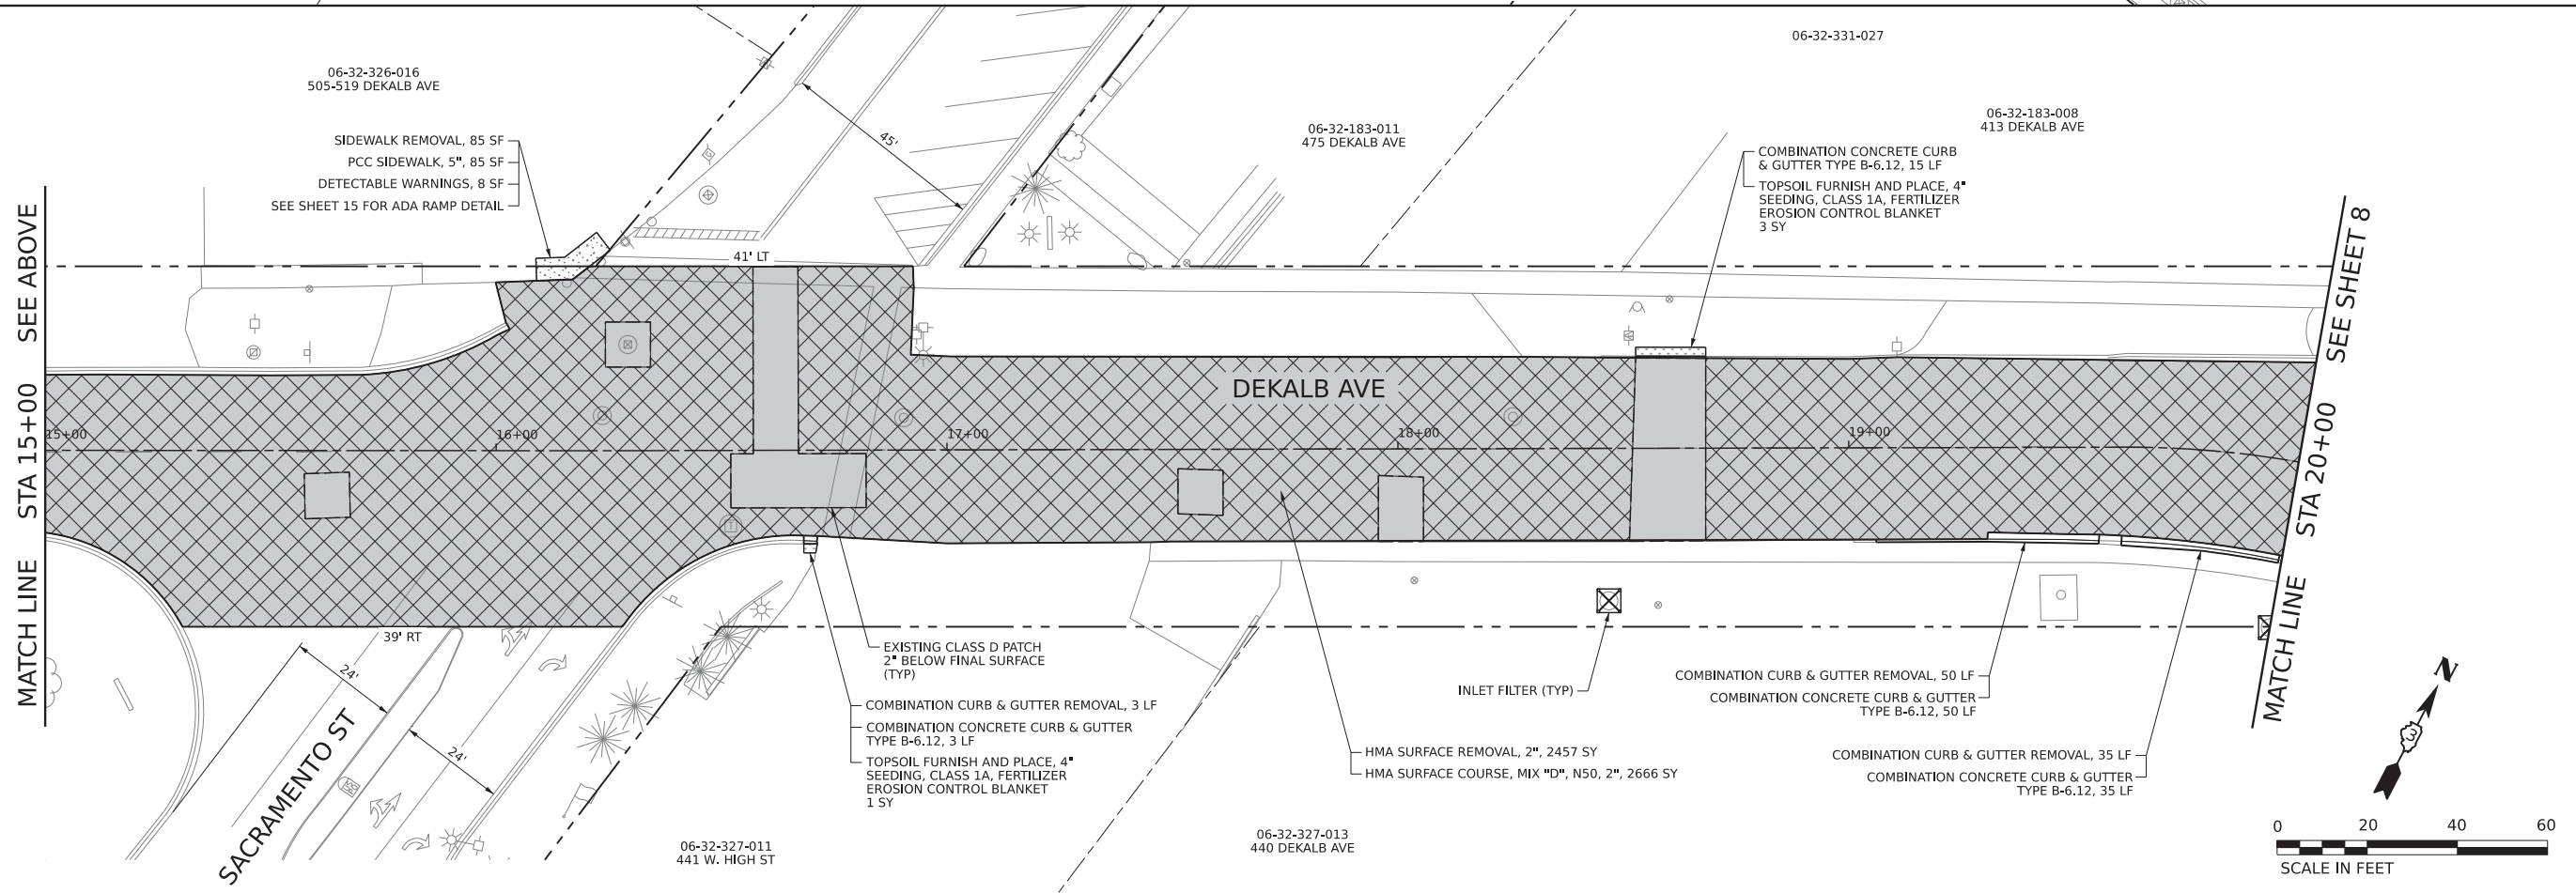 06-32-331-027
06-32-326-016
505-519 DEKALB AVE
06-32-183-011
475 DEKALB AVE
06-32-183-008
413 DEKALB AVE
SIDEWALK REMOVAL, 85 SF
PCC SIDEWALK, 5", 85 SF
DETECTABLE WARNINGS, 8 SF
SEE SHEET 15 FOR ADA RAMP DETAIL
45'
COMBINATION CONCRETE CURB
& GUTTER TYPE B-6.12, 15 LF
TOPSOIL FURNISH AND PLACE, 4"
SEEDING, CLASS 1A, FERTILIZER
EROSION CONTROL BLANKET
3 SY
MATCH LINE STA 15+00 SEE ABOVE
MATCH LINE STA 20+00 SEE SHEET 8
41' LT
DEKALB AVE
15+00
16+00
17+00
18+00
19+00
39' RT
24'
24'
SACRAMENTO ST
EXISTING CLASS D PATCH
2" BELOW FINAL SURFACE
(TYP)
COMBINATION CURB & GUTTER REMOVAL, 3 LF
COMBINATION CONCRETE CURB & GUTTER
TYPE B-6.12, 3 LF
TOPSOIL FURNISH AND PLACE, 4"
SEEDING, CLASS 1A, FERTILIZER
EROSION CONTROL BLANKET
1 SY
INLET FILTER (TYP)
HMA SURFACE REMOVAL, 2", 2457 SY
HMA SURFACE COURSE, MIX "D", N50, 2", 2666 SY
COMBINATION CURB & GUTTER REMOVAL, 50 LF
COMBINATION CONCRETE CURB & GUTTER
TYPE B-6.12, 50 LF
COMBINATION CURB & GUTTER REMOVAL, 35 LF
COMBINATION CONCRETE CURB & GUTTER
TYPE B-6.12, 35 LF
06-32-327-011
441 W. HIGH ST
06-32-327-013
440 DEKALB AVE
N
3
0 20 40 60
SCALE IN FEET